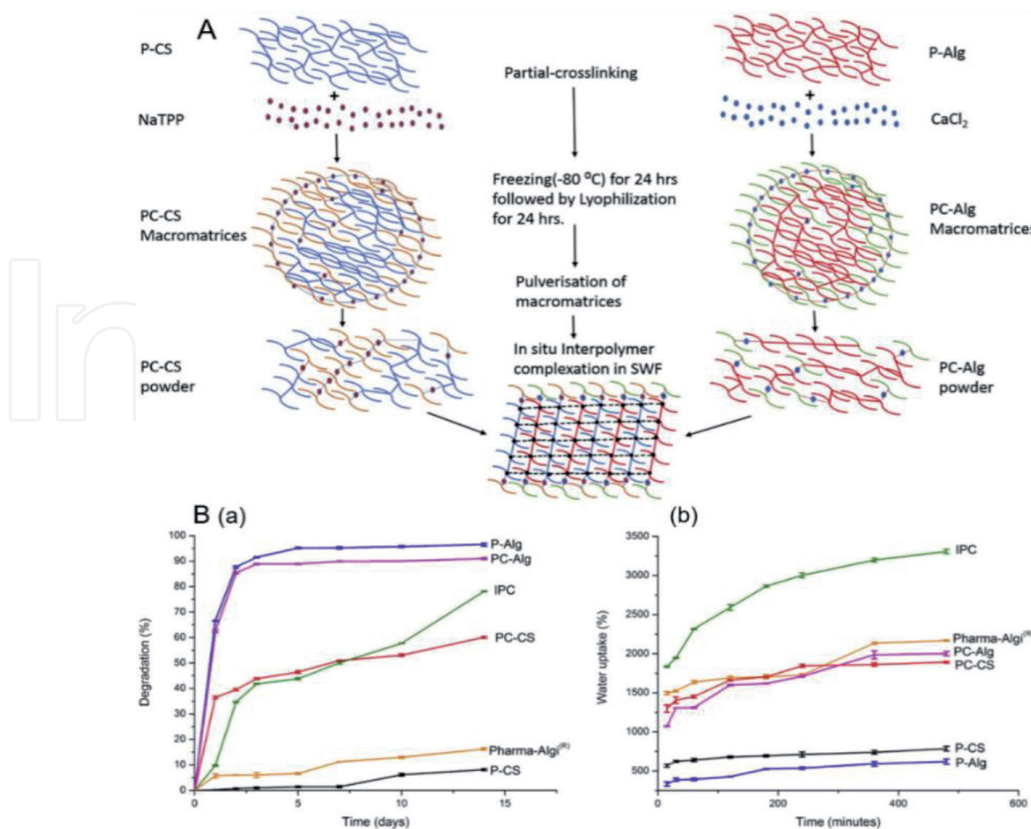 A
P-CS
+
NaTPP
PC-CS
Macromatrices
PC-CS
powder
Partial-crosslinking
Freezing(-80 °C) for 24 hrs
followed by Lyophilization
for 24 hrs.
Pulverisation of
macromatrices
In situ Interpolymer
complexation in SWF
P-Alg
+
CaCl₂
PC-Alg
Macromatrices
PC-Alg
powder
In
B (a)
100
90
80
70
60
50
40
30
20
10
0
Degradation (%)
P-Alg
PC-Alg
IPC
PC-CS
Pharma-Algi(R)
P-CS
0
5
10
15
Time (days)
(b)
3500
3000
2500
2000
1500
1000
500
Water uptake (%)
IPC
Pharma-Algi(R)
PC-Alg
PC-CS
P-CS
P-Alg
0
200
400
600
Time (minutes)